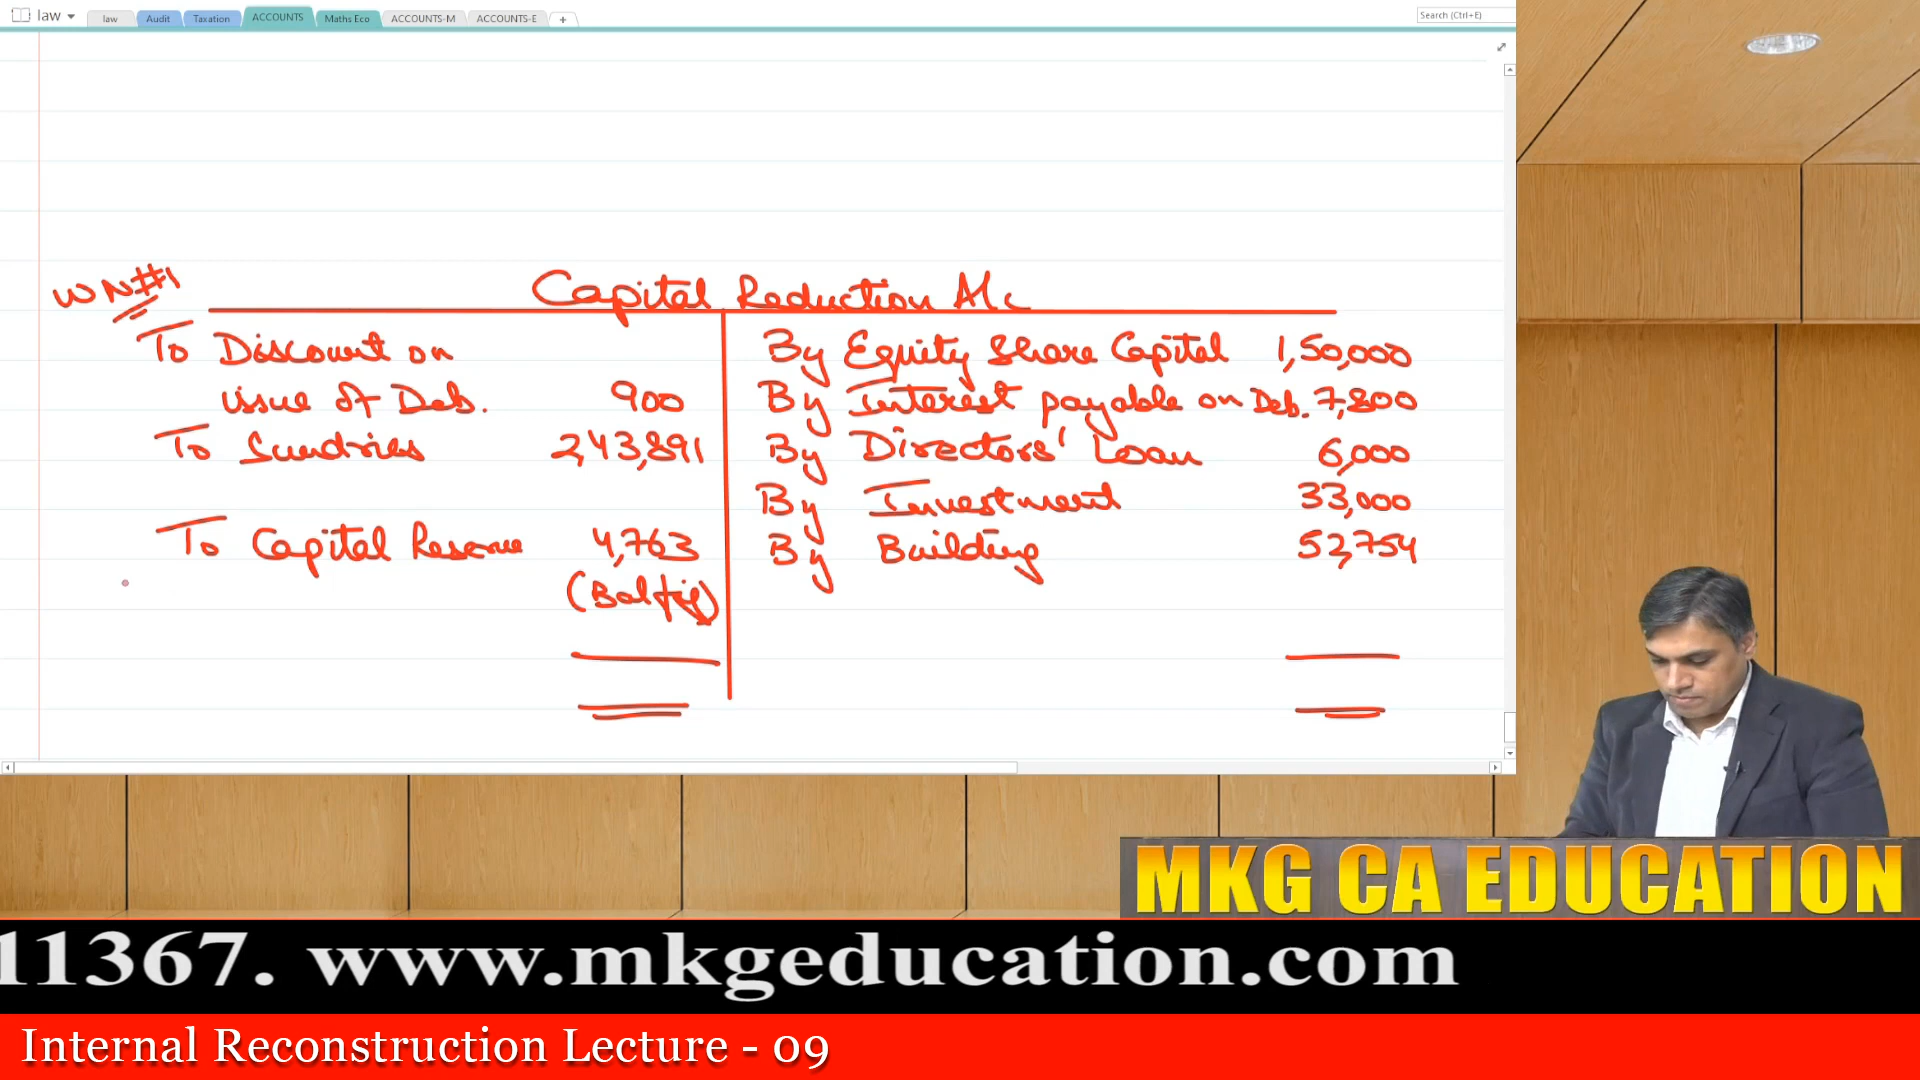 law
law
Audit
Taxation
ACCOUNTS
Maths Eco
ACCOUNTS-M
ACCOUNTS-E
+
Search (Ctrl+E)
WN#1
Capital Reduction A/c
To Discount on
issue of Deb. 900
To Sundries 2,43,891
To Capital Reserve 4,763
(Bal fig)
By Equity Share Capital 1,50,000
By Interest payable on Deb. 7,800
By Directors' Loan 6,000
By Investment 33,000
By Building 52,754
MKG CA EDUCATION
11367. www.mkgeducation.com
Internal Reconstruction Lecture - 09